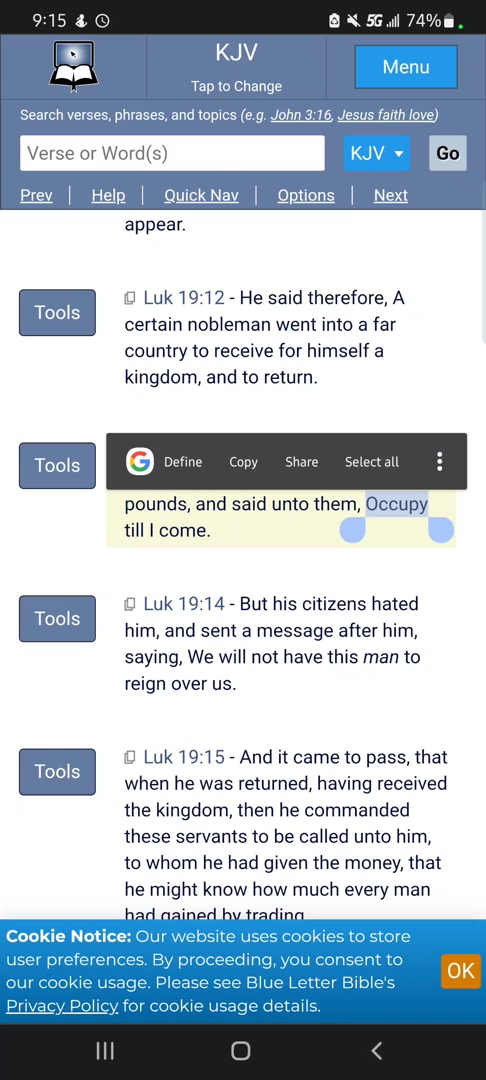 9:15
5G 74%
KJV
Tap to Change
Menu
Search verses, phrases, and topics (e.g. John 3:16, Jesus faith love)
Verse or Word(s)
KJV
Go
Prev | Help | Quick Nav | Options | Next
appear.
Tools
Luk 19:12 - He said therefore, A
certain nobleman went into a far
country to receive for himself a
kingdom, and to return.
Tools
Define Copy Share Select all
pounds, and said unto them, Occupy
till I come.
Tools
Luk 19:14 - But his citizens hated
him, and sent a message after him,
saying, We will not have this man to
reign over us.
Tools
Luk 19:15 - And it came to pass, that
when he was returned, having received
the kingdom, then he commanded
these servants to be called unto him,
to whom he had given the money, that
he might know how much every man
had gained by trading.
Cookie Notice: Our website uses cookies to store
user preferences. By proceeding, you consent to
our cookie usage. Please see Blue Letter Bible's
Privacy Policy for cookie usage details.
OK